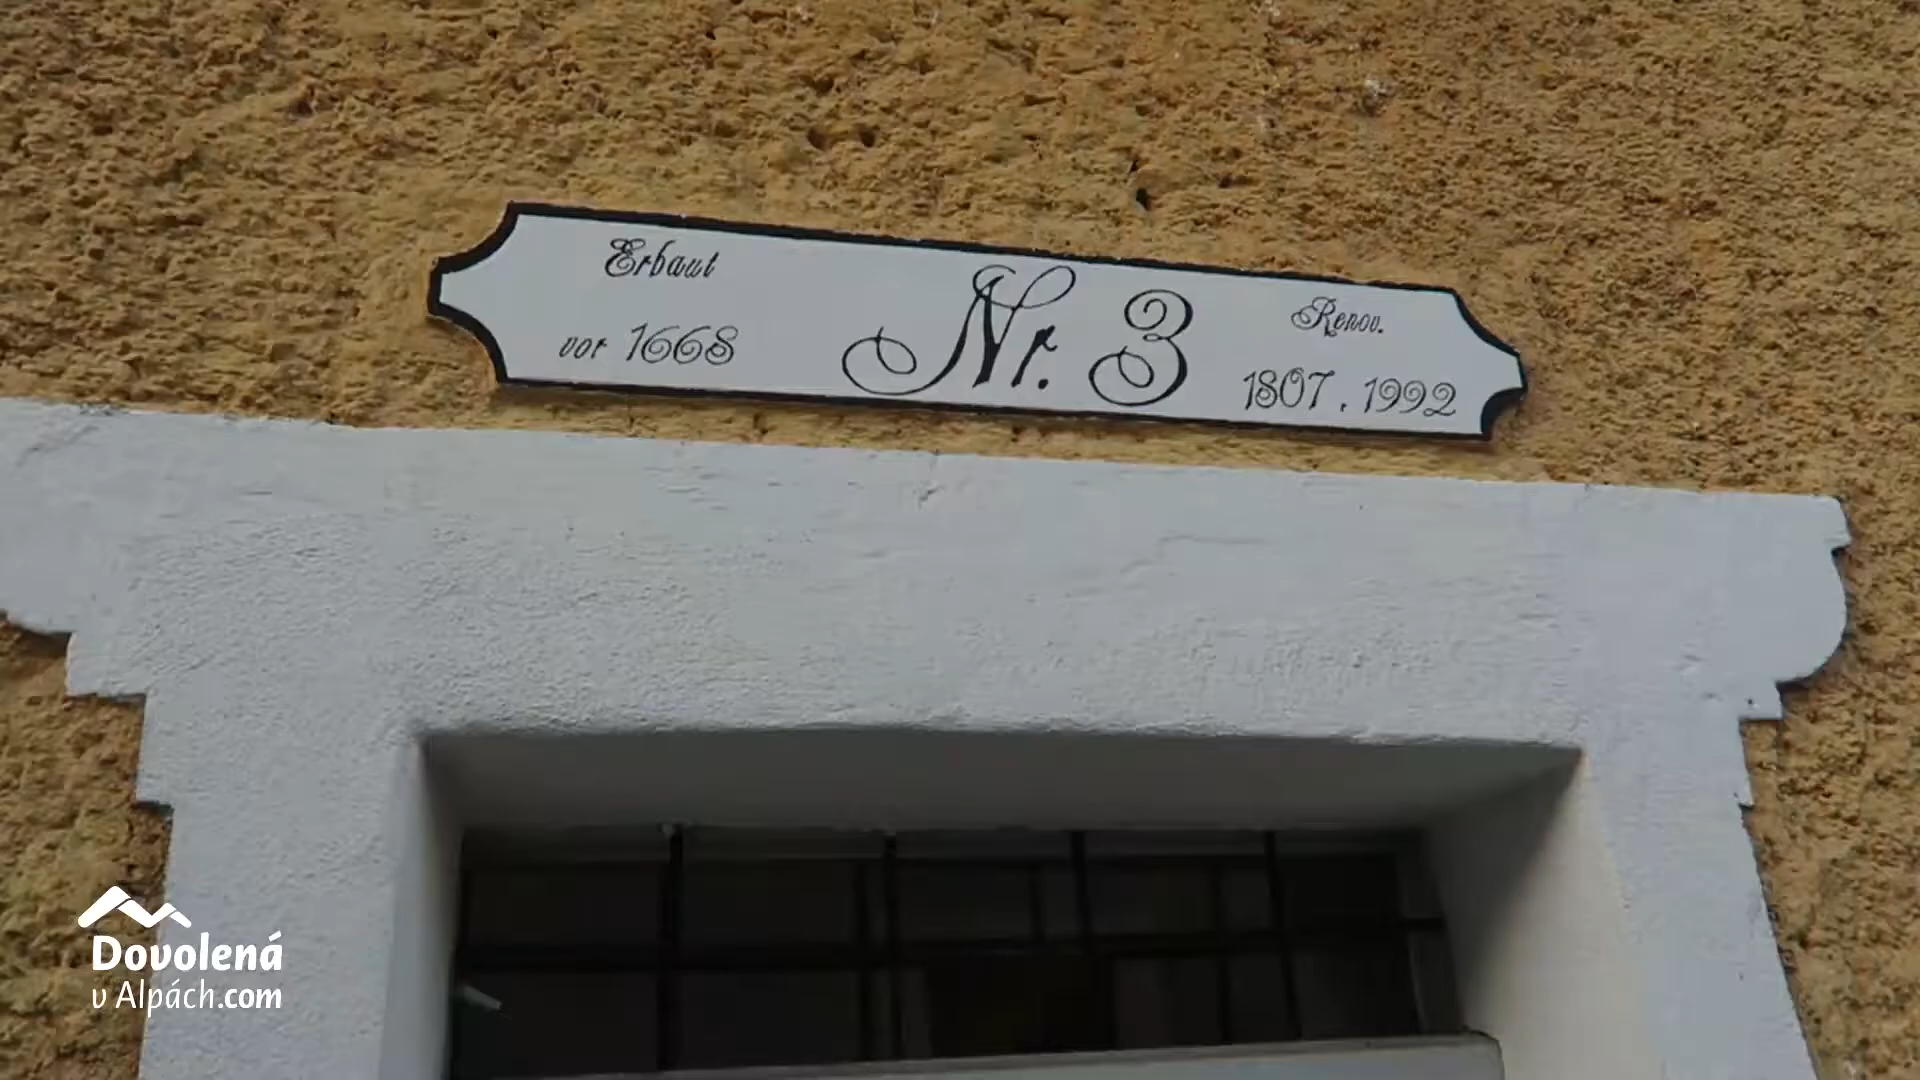 Erbaut
vor 1668
Nr. 3
Renov.
1807. 1992
Dovolená
v Alpách.com